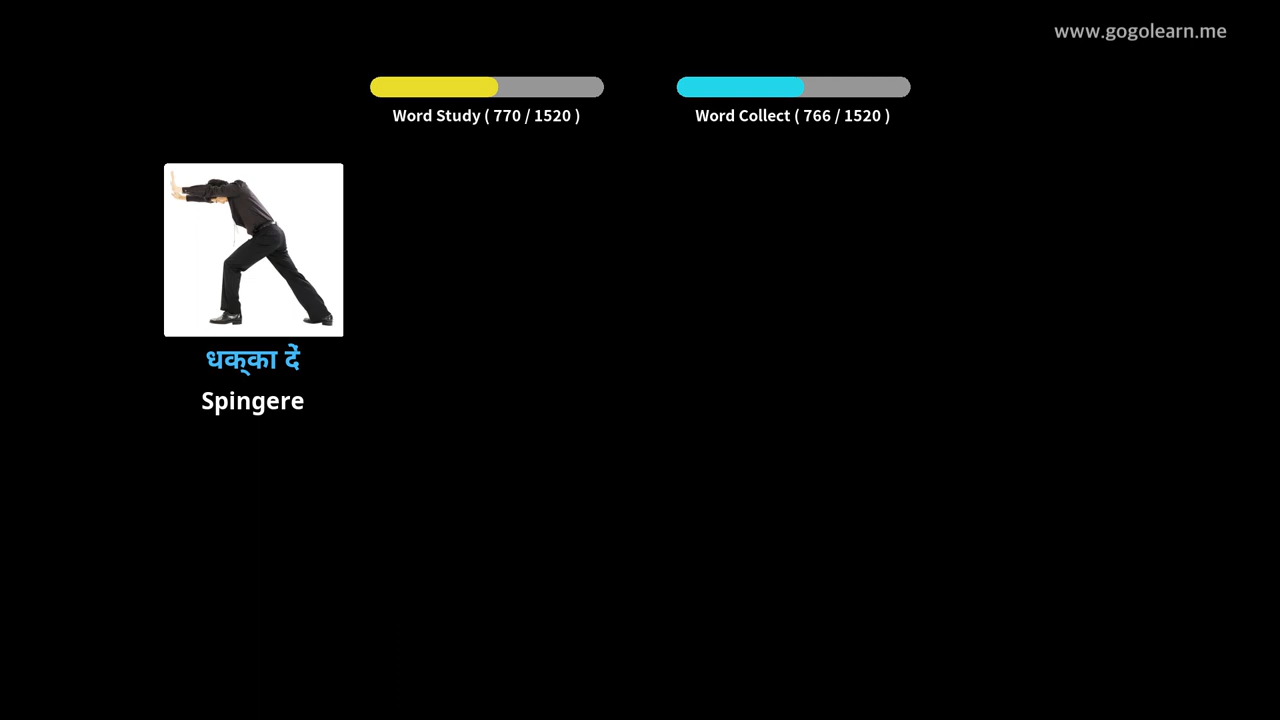 www.gogolearn.me
Word Study ( 770 / 1520 )
Word Collect ( 766 / 1520 )
धक्का दें
Spingere